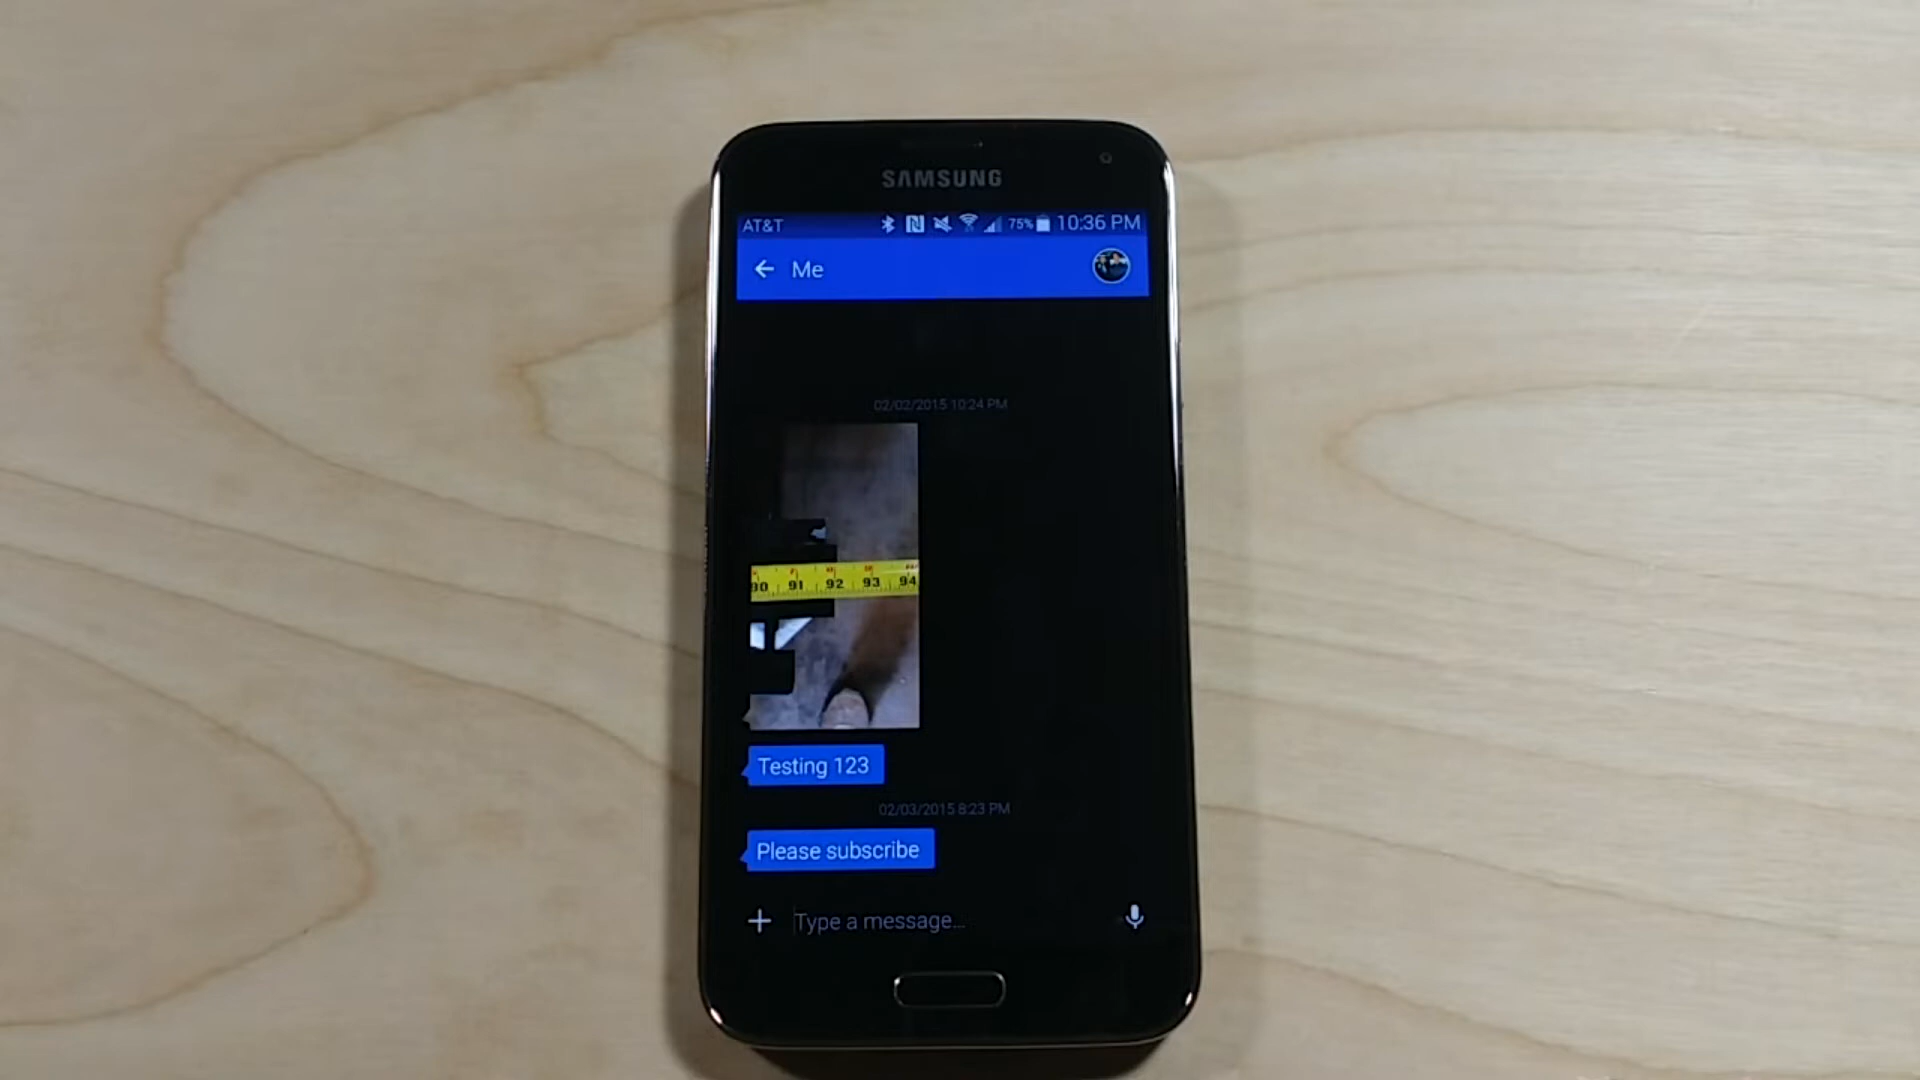 SAMSUNG
AT&T 75% 10:36 PM
Me
02/02/2015 10:24 PM
90 91 92 93 94
Testing 123
02/03/2015 8:23 PM
Please subscribe
Type a message...